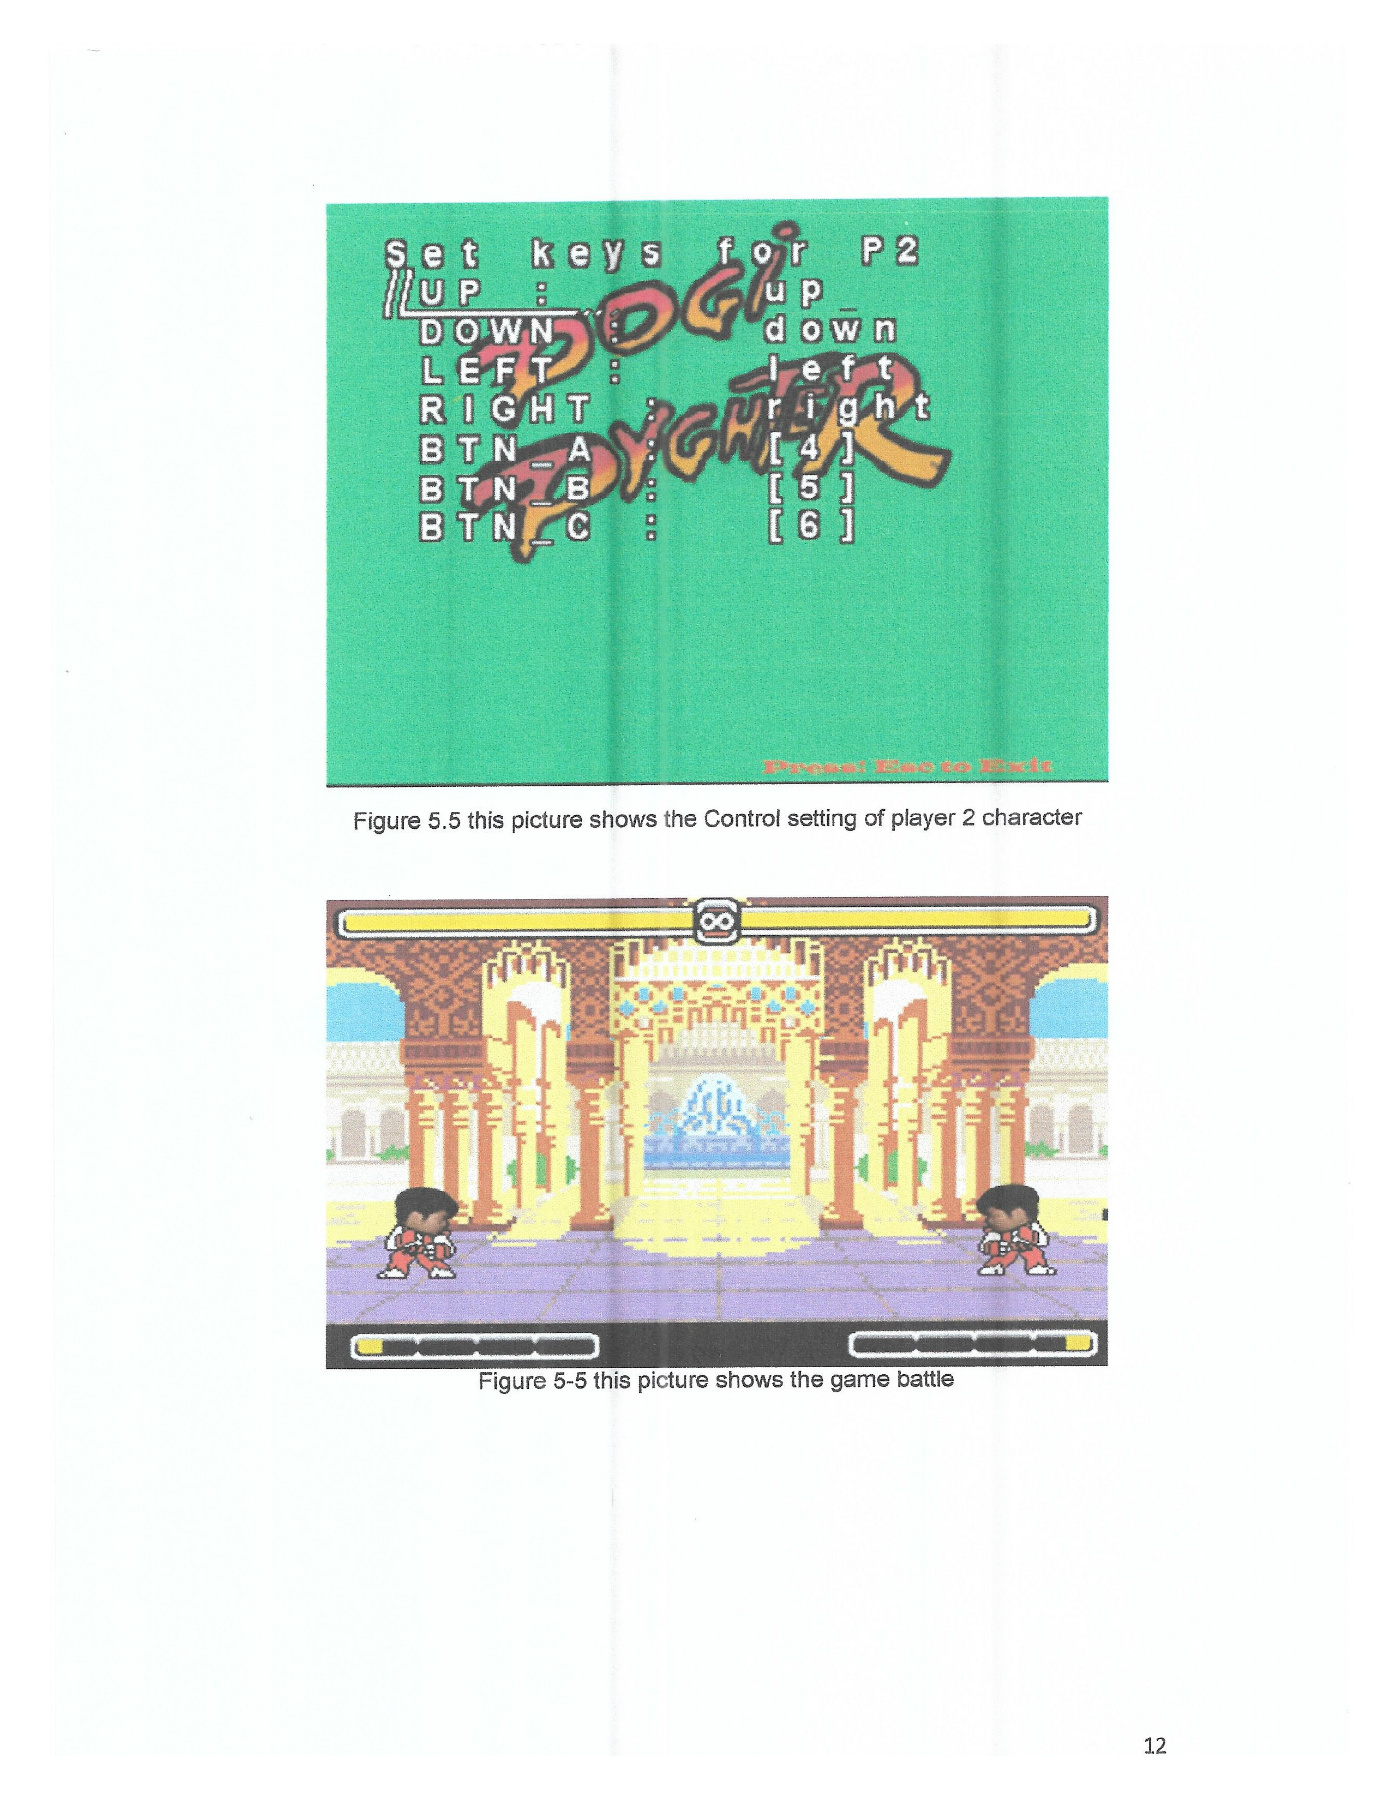 Set keys for P2
UP : up_
DOWN : down
LEFT : left
RIGHT : right
BTN_A : [4]
BTN_B : [5]
BTN_C : [6]
DOGi
PYGHTER
Press! Esc to Exit
Figure 5.5 this picture shows the Control setting of player 2 character
∞
Figure 5-5 this picture shows the game battle
12